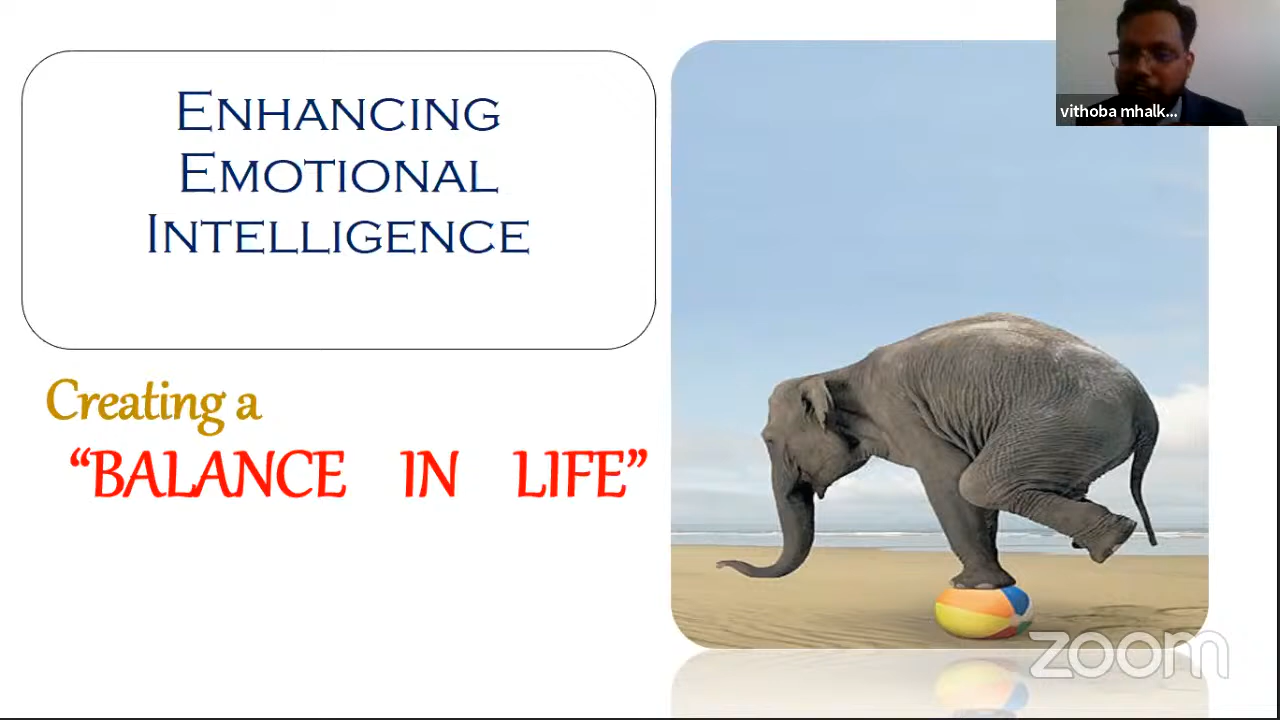 Enhancing
Emotional
Intelligence
Creating a
“BALANCE IN LIFE”
vithoba mhalk...
zoom